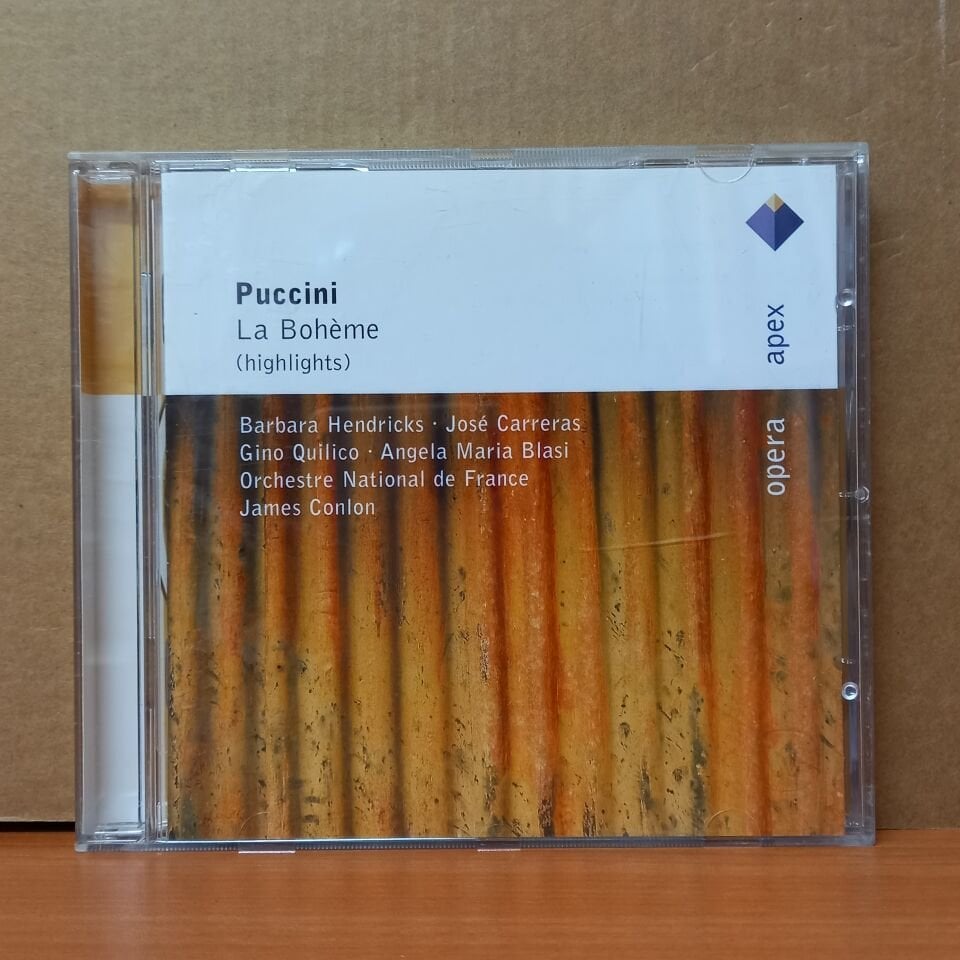 Puccini
La Bohème
(highlights)
apex
opera
Barbara Hendricks · José Carreras
Gino Quilico · Angela Maria Blasi
Orchestre National de France
James Conlon